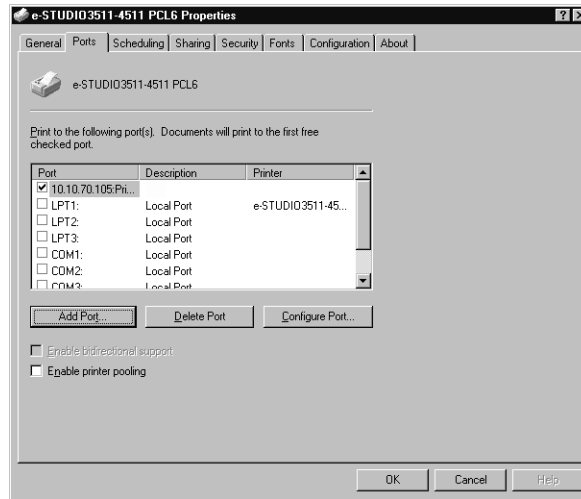 e-STUDIO3511-4511 PCL6 Properties
General Ports Scheduling Sharing Security Fonts Configuration About
e-STUDIO3511-4511 PCL6
Print to the following port(s). Documents will print to the first free
checked port.
Port Description Printer
10.10.70.105:Pri...
LPT1: Local Port e-STUDIO3511-45...
LPT2: Local Port
LPT3: Local Port
COM1: Local Port
COM2: Local Port
COM3: Local Port
Add Port... Delete Port Configure Port...
Enable bidirectional support
Enable printer pooling
OK Cancel Help